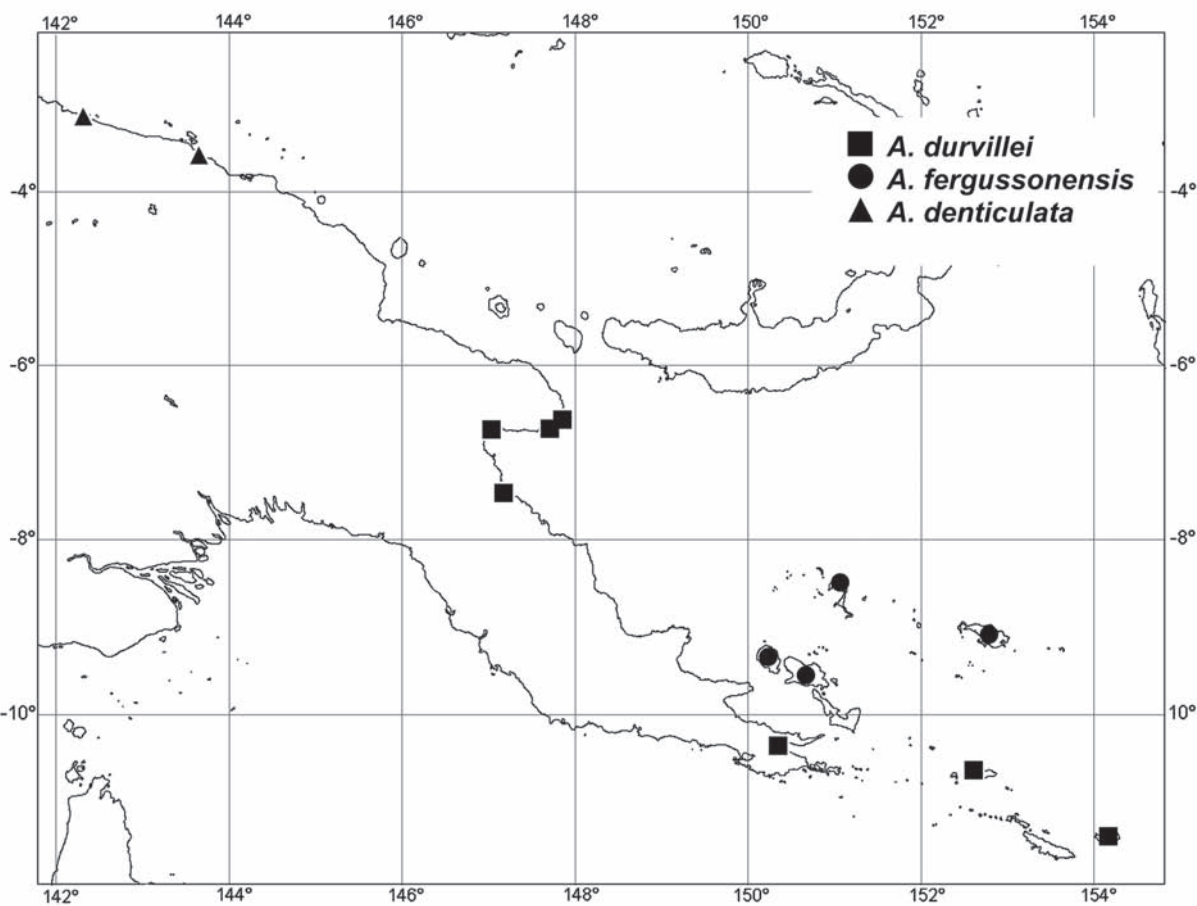 142° 144° 146° 148° 150° 152° 154°
A. durvillei
-4° A. fergussonensis -4°
A. denticulata
-6° -6°
-8° -8°
-10° 10°
142° 144° 146° 148° 150° 152° 154°